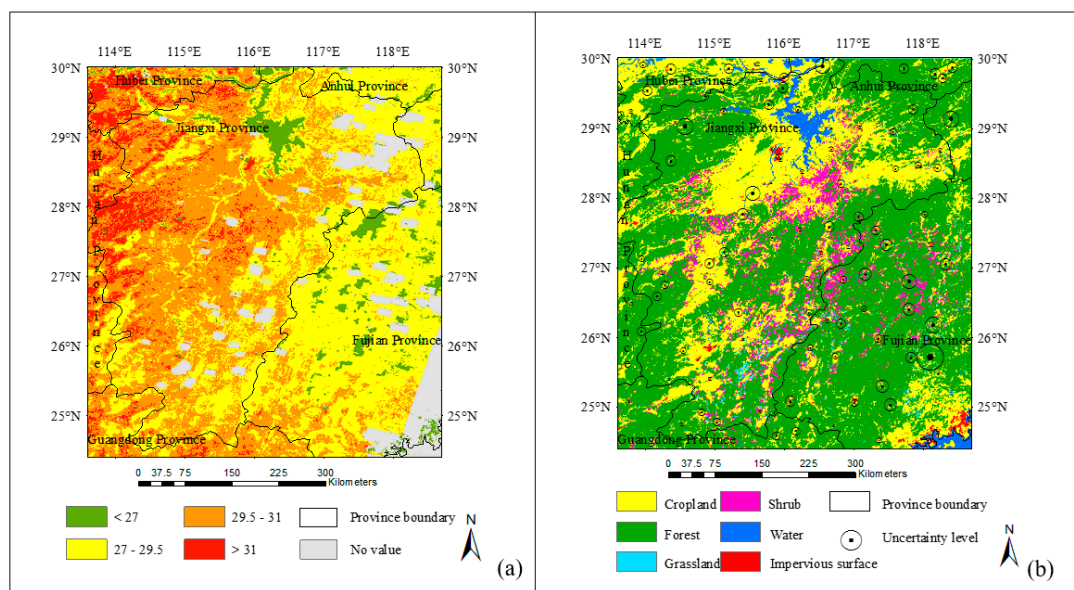 114°E 115°E 116°E 117°E 118°E
30°N 30°N
Hubei Province
Anhui Province
Jiangxi Province
29°N 29°N
Hunan Province
28°N 28°N
27°N 27°N
26°N 26°N
Fujian Province
25°N 25°N
Guangdong Province
0 37.5 75 150 225 300
Kilometers
< 27 29.5 - 31 Province boundary
27 - 29.5 > 31 No value
N
(a)
114°E 115°E 116°E 117°E 118°E
30°N 30°N
Hubei Province
Anhui Province
29°N 29°N
Jiangxi Province
Hunan Province
28°N 28°N
27°N 27°N
26°N 26°N
Fujian Province
25°N 25°N
Guangdong Province
0 37.5 75 150 225 300
Kilometers
Cropland Shrub Province boundary
Forest Water Uncertainty level
Grassland Impervious surface
N
(b)